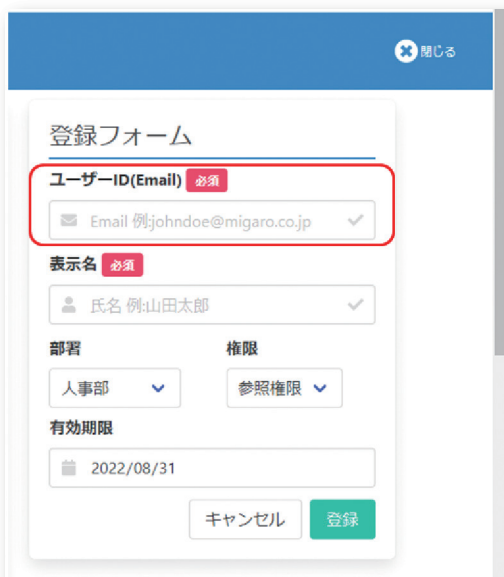 閉じる
登録フォーム
ユーザーID(Email) 必須
Email 例:johndoe@migaro.co.jp
表示名 必須
氏名 例:山田太郎
部署 権限
人事部 参照権限
有効期限
2022/08/31
キャンセル 登録